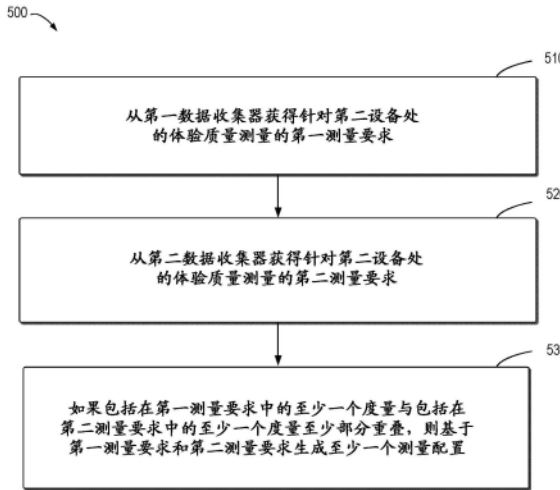 500
510
从第一数据收集器获得针对第二设备处
的体验质量测量的第一测量要求
520
从第二数据收集器获得针对第二设备处
的体验质量测量的第二测量要求
53
如果包括在第一测量要求中的至少一个度量与包括在
第二测量要求中的至少一个度量至少部分重叠，则基于
第一测量要求和第二测量要求生成至少一个测量配置